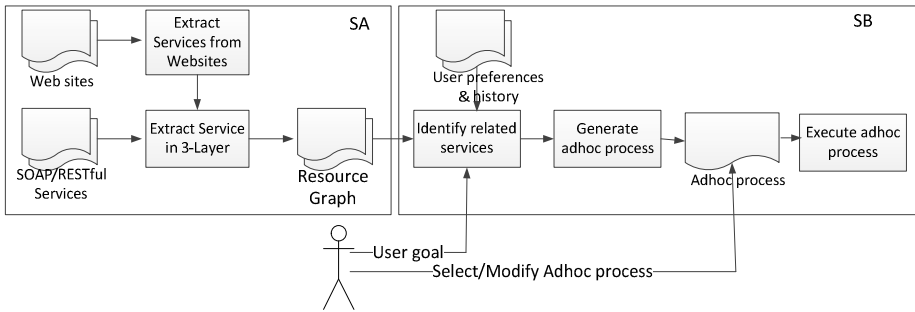 SA
Extract
Services from
Websites
Web sites
SOAP/RESTful
Services
Extract Service
in 3-Layer
Resource
Graph
SB
User preferences
& history
Identify related
services
Generate
adhoc process
Adhoc process
Execute adhoc
process
User goal
Select/Modify Adhoc process